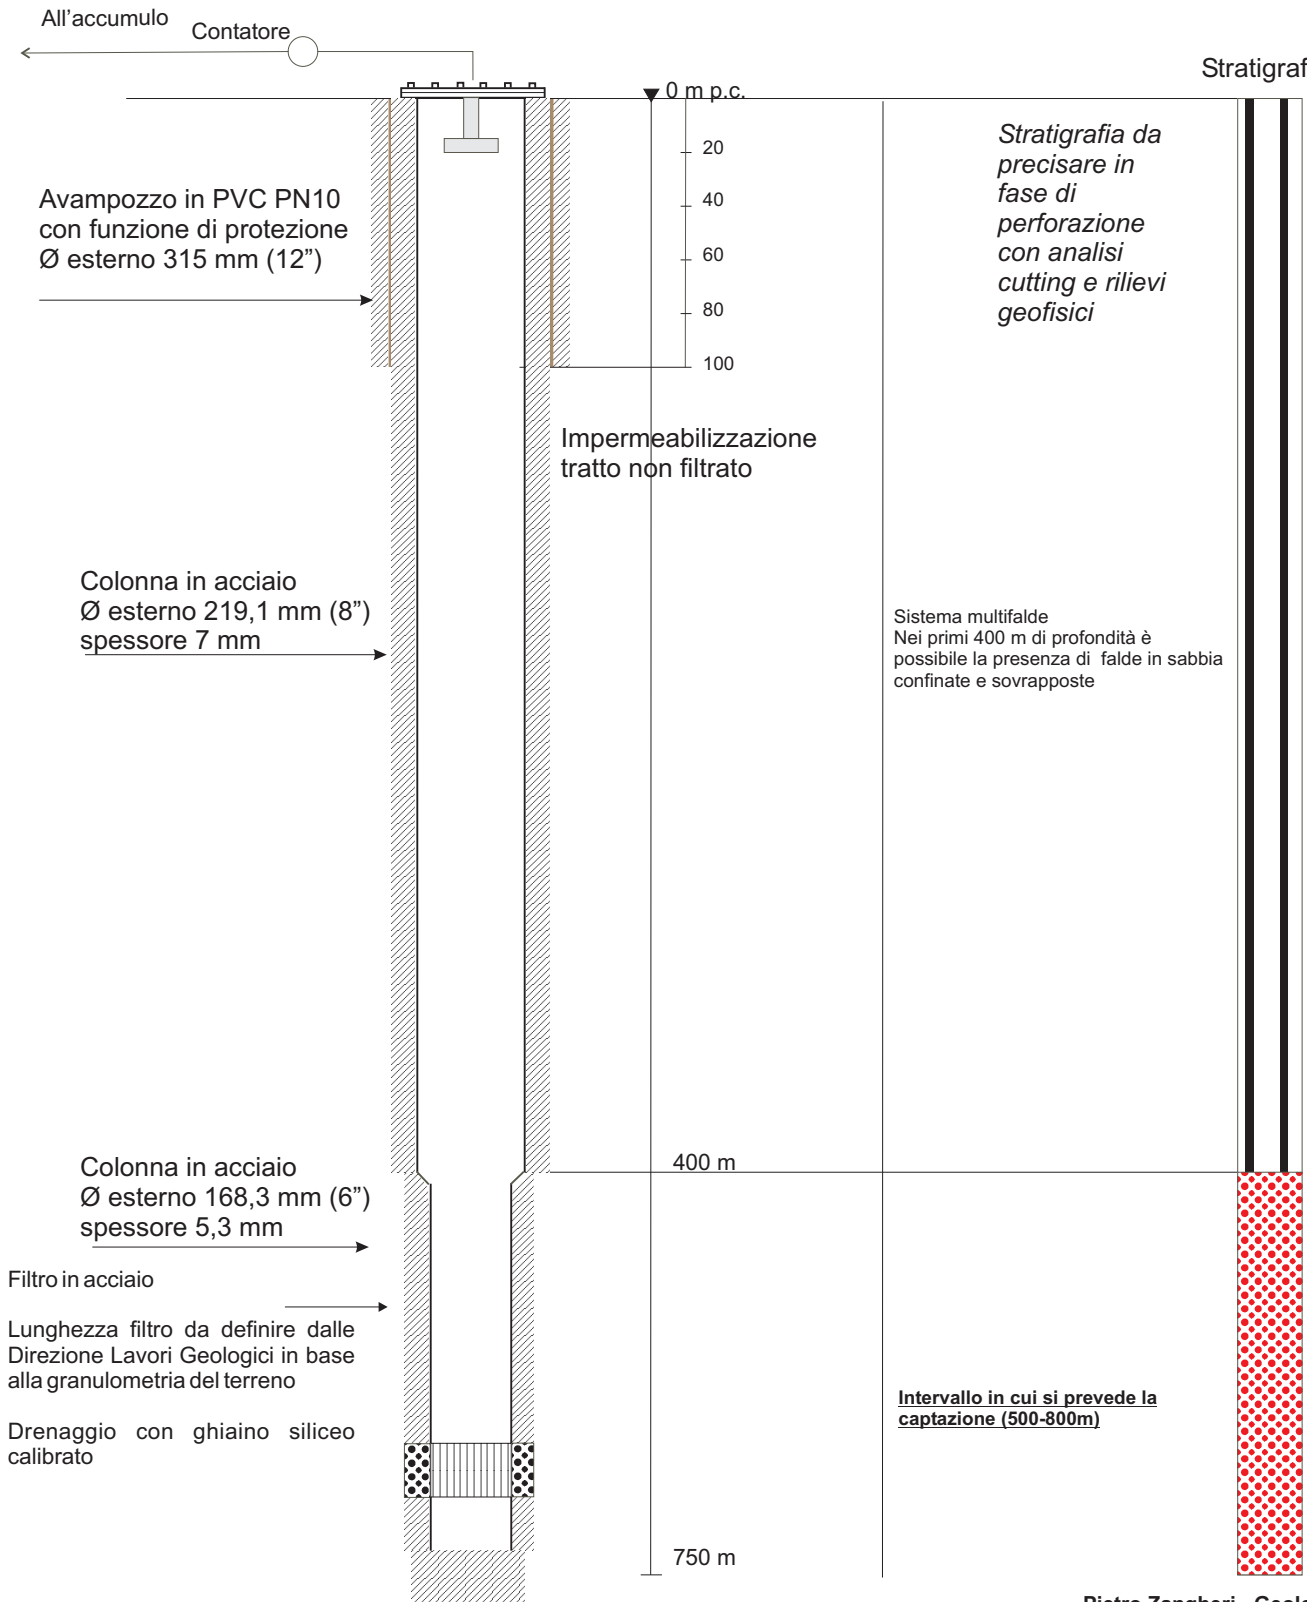 All'accumulo
Contatore
Stratigraf
0 m p.c.
20
40
60
80
100
Stratigrafia da
precisare in
fase di
perforazione
con analisi
cutting e rilievi
geofisici
Avampozzo in PVC PN10
con funzione di protezione
Ø esterno 315 mm (12”)
Impermeabilizzazione
tratto non filtrato
Colonna in acciaio
Ø esterno 219,1 mm (8”)
spessore 7 mm
Sistema multifalde
Nei primi 400 m di profondità è
possibile la presenza di falde in sabbia
confinate e sovrapposte
400 m
Colonna in acciaio
Ø esterno 168,3 mm (6”)
spessore 5,3 mm
Filtro in acciaio
Lunghezza filtro da definire dalle
Direzione Lavori Geologici in base
alla granulometria del terreno
Drenaggio con ghiaino siliceo
calibrato
Intervallo in cui si prevede la
captazione (500-800m)
750 m